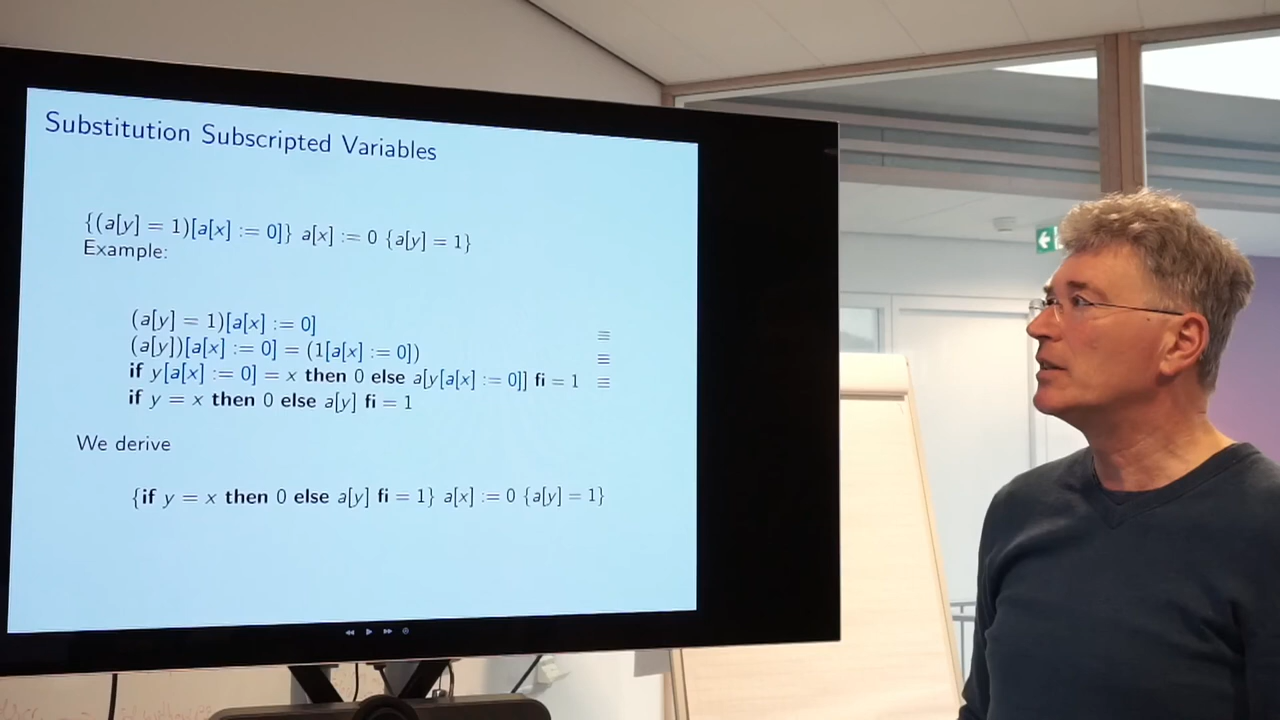 Substitution Subscripted Variables
{(a[y] = 1)[a[x] := 0]} a[x] := 0 {a[y] = 1}
Example:
(a[y] = 1)[a[x] := 0] ≡
(a[y])[a[x] := 0] = (1[a[x] := 0]) ≡
if y[a[x] := 0] = x then 0 else a[y[a[x] := 0]] fi = 1 ≡
if y = x then 0 else a[y] fi = 1
We derive
{if y = x then 0 else a[y] fi = 1} a[x] := 0 {a[y] = 1}